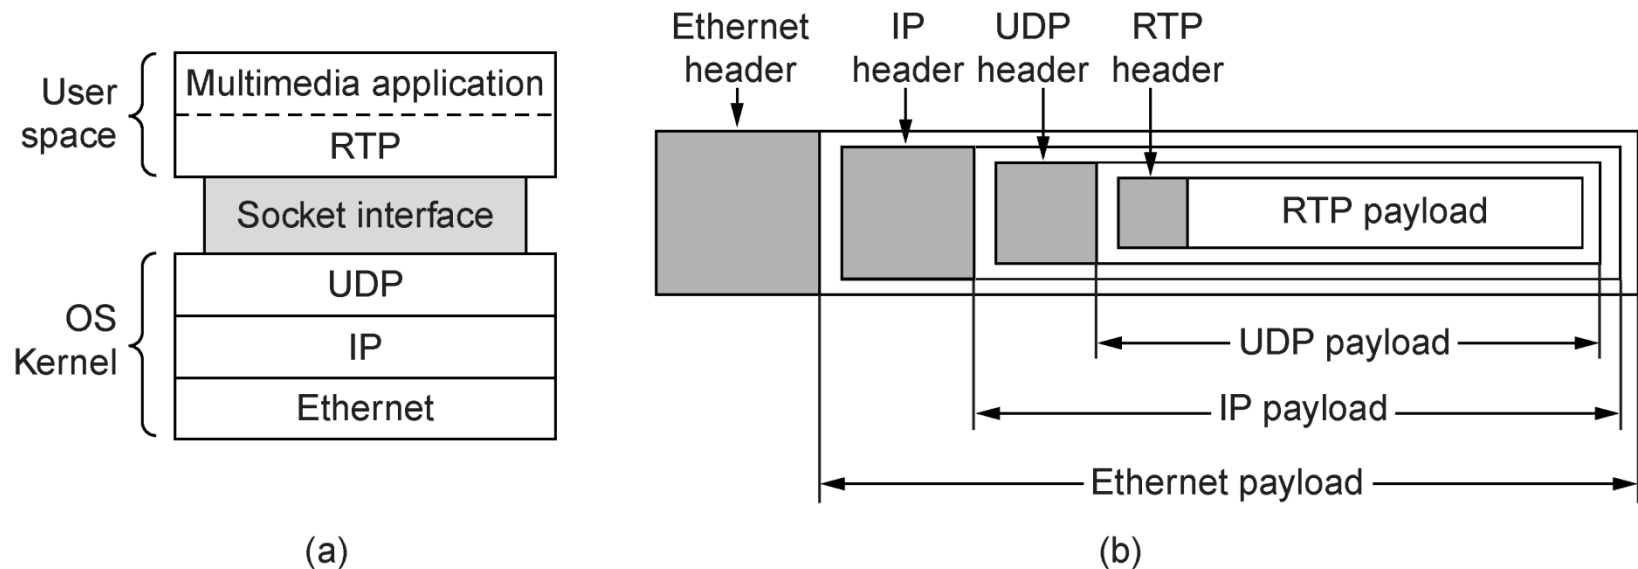 User
space
Multimedia application
RTP
Socket interface
OS
Kernel
UDP
IP
Ethernet
(a)
Ethernet
header
IP
header
UDP
header
RTP
header
RTP payload
UDP payload
IP payload
Ethernet payload
(b)